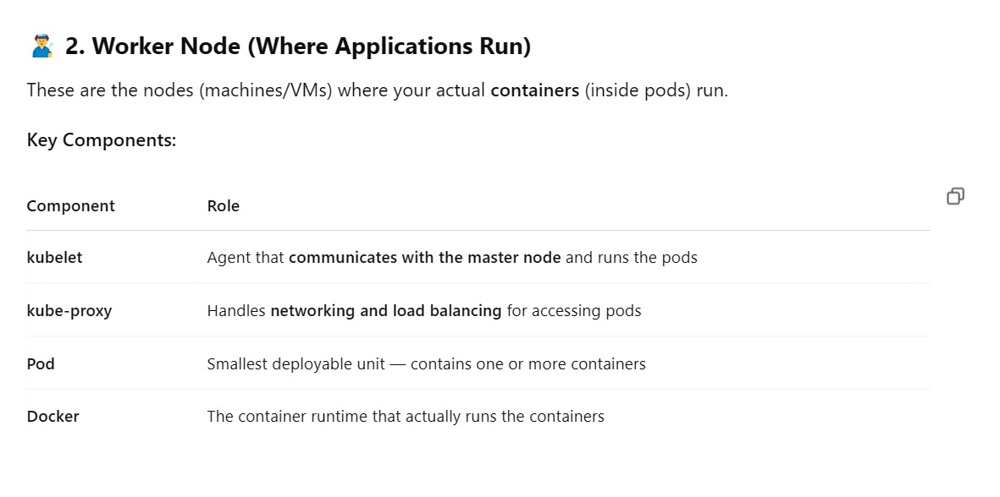 2. Worker Node (Where Applications Run)
These are the nodes (machines/VMs) where your actual containers (inside pods) run.
Key Components:
Component Role
kubelet Agent that communicates with the master node and runs the pods
kube-proxy Handles networking and load balancing for accessing pods
Pod Smallest deployable unit — contains one or more containers
Docker The container runtime that actually runs the containers